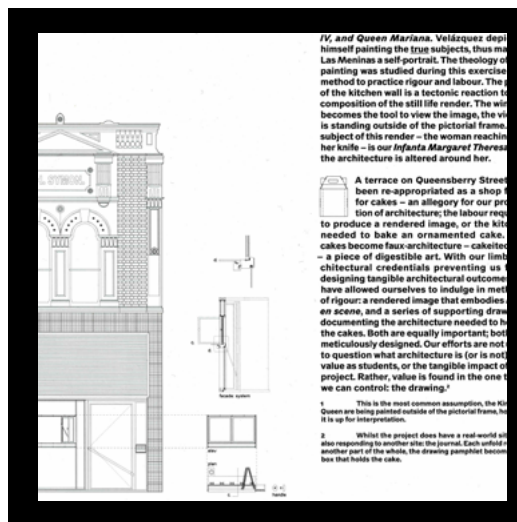 IV, and Queen Mariana. Velázquez depi
himself painting the true subjects, thus ma
Las Meninas a self-portrait. The theology of
painting was studied during this exercise
method to practice rigour and labour. The p
of the kitchen wall is a tectonic reaction to
composition of the still life render. The win
becomes the tool to view the image, the vi
is standing outside of the pictorial frame.
subject of this render – the woman reachin
her knife – is our Infanta Margaret Theresa
the architecture is altered around her.
A terrace on Queensberry Street
been re-appropriated as a shop f
for cakes – an allegory for our pro
tion of architecture; the labour requ
to produce a rendered image, or the kitc
needed to bake an ornamented cake.
cakes become faux-architecture – cakeitec
– a piece of digestible art. With our limb
chitectural credentials preventing us f
designing tangible architectural outcome
have allowed ourselves to indulge in met
of rigour: a rendered image that embodies
en scene, and a series of supporting draw
documenting the architecture needed to h
the cakes. Both are equally important; bot
meticulously designed. Our efforts are not
to question what architecture is (or is not)
value as students, or the tangible impact of
project. Rather, value is found in the one t
we can control: the drawing.²
1 This is the most common assumption, the Kin
Queen are being painted outside of the pictorial frame, ho
it is up for interpretation.
2 Whilst the project does have a real-world sit
also responding to another site: the journal. Each unfold r
another part of the whole, the drawing pamphlet becom
box that holds the cake.
facade system
elev
plan
handle